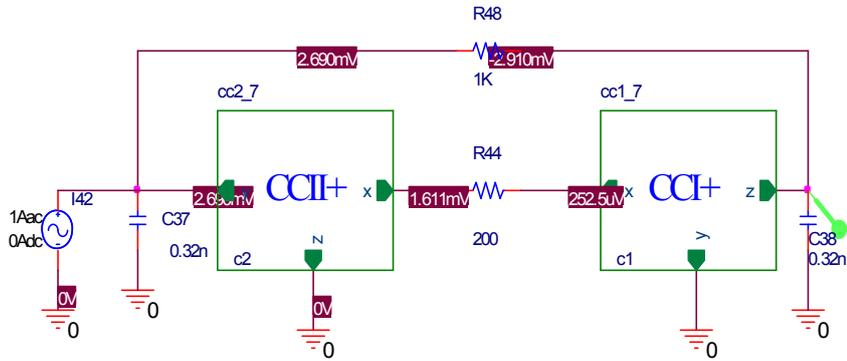 R48
2.690mV
-2.910mV
1K
cc2_7
cc1_7
I42
1Aac
0Adc
C37
0.32n
CCII+
x
z
c2
R44
1.611mV
252.5uV
200
x
CCI+
z
y
c1
C38
0.32n
0V
0
0
0V
0
0
0